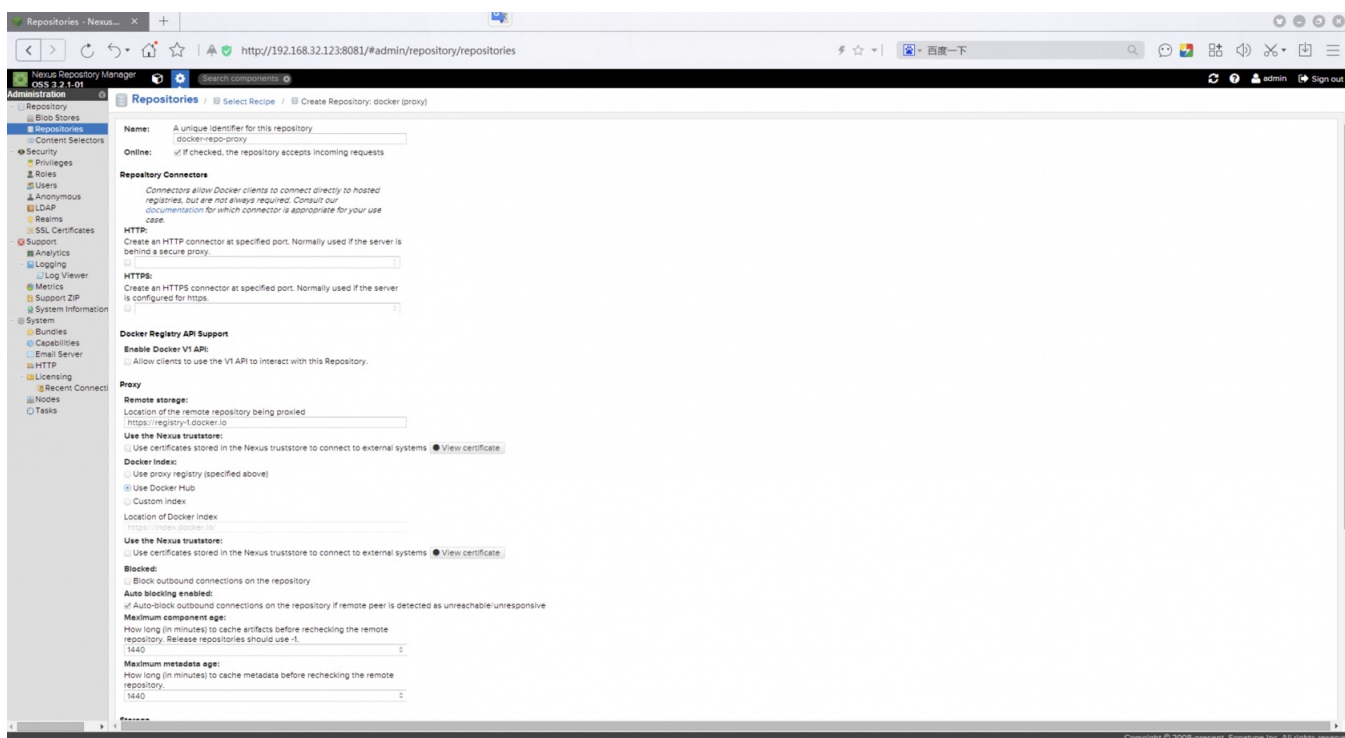 Repositories - Nexus...
http://192.168.32.123:8081/#admin/repository/repositories
百度一下
Nexus Repository Manager
OSS 3.2.1-01
Search components
admin
Sign out
Administration
Repository
Blob Stores
Repositories
Content Selectors
Security
Privileges
Roles
Users
Anonymous
LDAP
Realms
SSL Certificates
Support
Analytics
Logging
Log Viewer
Metrics
Support ZIP
System Information
System
Bundles
Capabilities
Email Server
HTTP
Licensing
Recent Connecti
Nodes
Tasks
Repositories / Select Recipe / Create Repository: docker (proxy)
Name: A unique identifier for this repository
docker-repo-proxy
Online: If checked, the repository accepts incoming requests
Repository Connectors
Connectors allow Docker clients to connect directly to hosted
registries, but are not always required. Consult our
documentation for which connector is appropriate for your use
case.
HTTP:
Create an HTTP connector at specified port. Normally used if the server is
behind a secure proxy.
HTTPS:
Create an HTTPS connector at specified port. Normally used if the server
is configured for https.
Docker Registry API Support
Enable Docker V1 API:
Allow clients to use the V1 API to interact with this Repository.
Proxy
Remote storage:
Location of the remote repository being proxied
https://registry-1.docker.io
Use the Nexus truststore:
Use certificates stored in the Nexus truststore to connect to external systems View certificate
Docker Index:
Use proxy registry (specified above)
Use Docker Hub
Custom index
Location of Docker index
https://index.docker.io/
Use the Nexus truststore:
Use certificates stored in the Nexus truststore to connect to external systems View certificate
Blocked:
Block outbound connections on the repository
Auto blocking enabled:
Auto-block outbound connections on the repository if remote peer is detected as unreachable/unresponsive
Maximum component age:
How long (in minutes) to cache artifacts before rechecking the remote
repository. Release repositories should use -1.
1440
Maximum metadata age:
How long (in minutes) to cache metadata before rechecking the remote
repository.
1440
Storage
Copyright © 2008-present, Sonatype Inc. All rights reserve